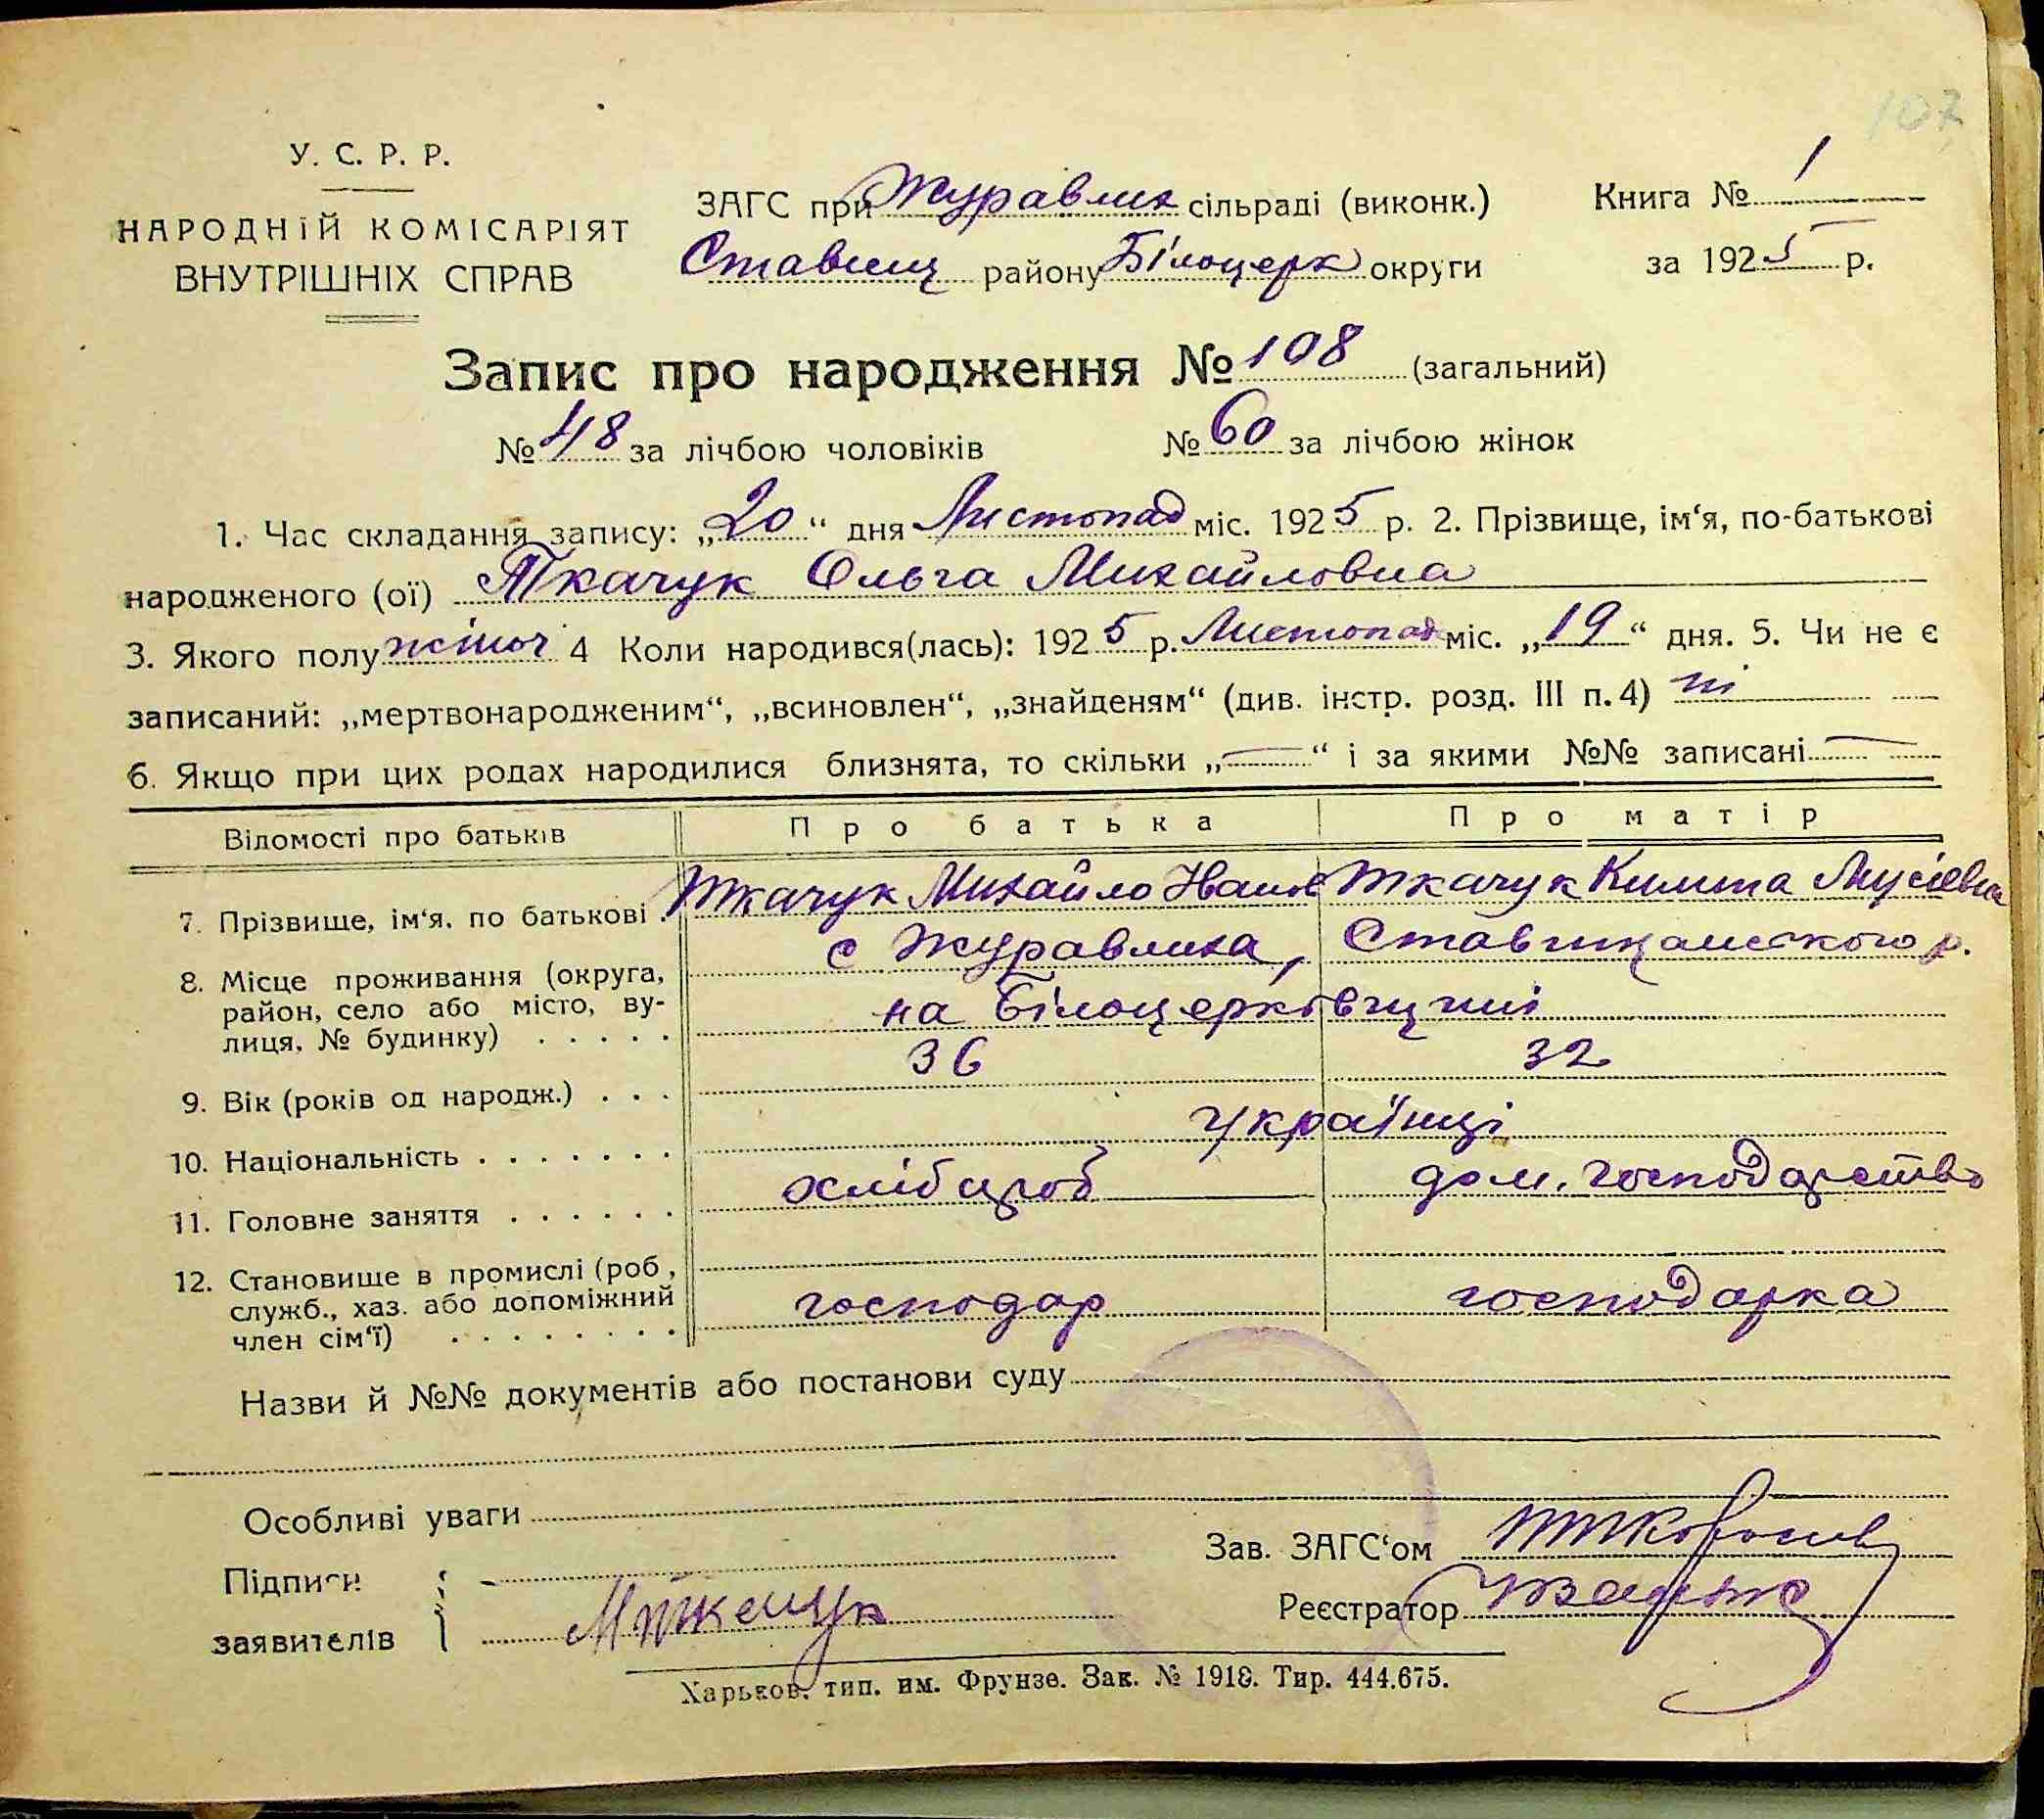 107
У. С. Р. Р.
НАРОДНІЙ КОМІСАРІЯТ
ВНУТРІШНІХ СПРАВ
ЗАГС при Журавлих сільраді (виконк.)
Ставищ району Білоцерк округи
Книга № 1
за 1925 р.
Запис про народження № 108 (загальний)
№ 48 за лічбою чоловіків № 60 за лічбою жінок
1. Час складання запису: „20“ дня Листопад міс. 1925 р. 2. Прізвище, ім‘я, по-батькові
народженого (ої) Ткачук Ольга Михайловна
3. Якого полу жіноч 4 Коли народився(лась): 1925 р. Листопад міс. „19“ дня. 5. Чи не є
записаний: „мертвонародженим“, „всиновлен“, „знайденям“ (див. інстр. розд. III п. 4) ні
6. Якщо при цих родах народилися близнята, то скільки „—“ і за якими №№ записані —
Відомості про батьків Про батька Про матір
7. Прізвище, ім‘я, по батькові Ткачук Михайло Іванов Ткачук Мусіевна
8. Місце проживання (округа, район, село або місто, ву-
лиця, № будинку) . . . . .
с Журавлиха, Ставищанського р.
на Білоцерківщині
9. Вік (років од народж.) . . . 36 32
10. Національність . . . . . . . українці
11. Головне заняття . . . . . . хлібороб дом. господарство
12. Становище в промислі (роб,
служб., хаз. або допоміжний
член сім‘ї) . . . . . . . . господар господарка
Назви й №№ документів або постанови суду
Особливі уваги
Підписи
заявителів
М Ткачук
Зав. ЗАГС‘ом
Реєстратор
Харьков. тип. им. Фрунзе. Зак. № 1918. Тир. 444.675.